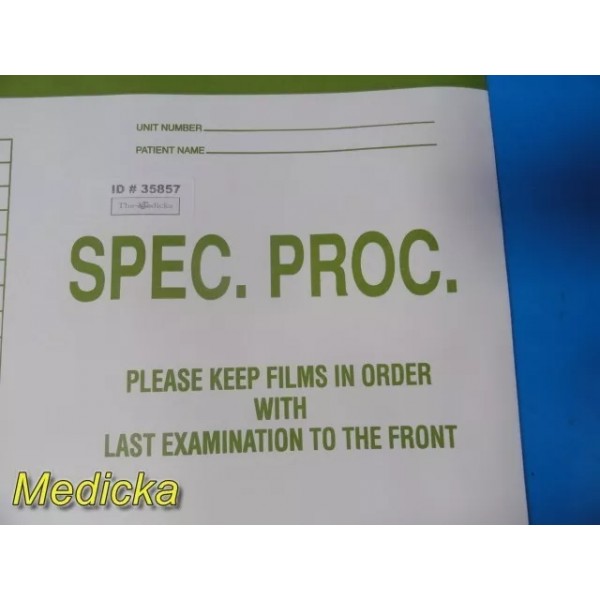 UNIT NUMBER
PATIENT NAME
ID # 35857
SPEC. PROC.
PLEASE KEEP FILMS IN ORDER
WITH
LAST EXAMINATION TO THE FRONT
Medicka